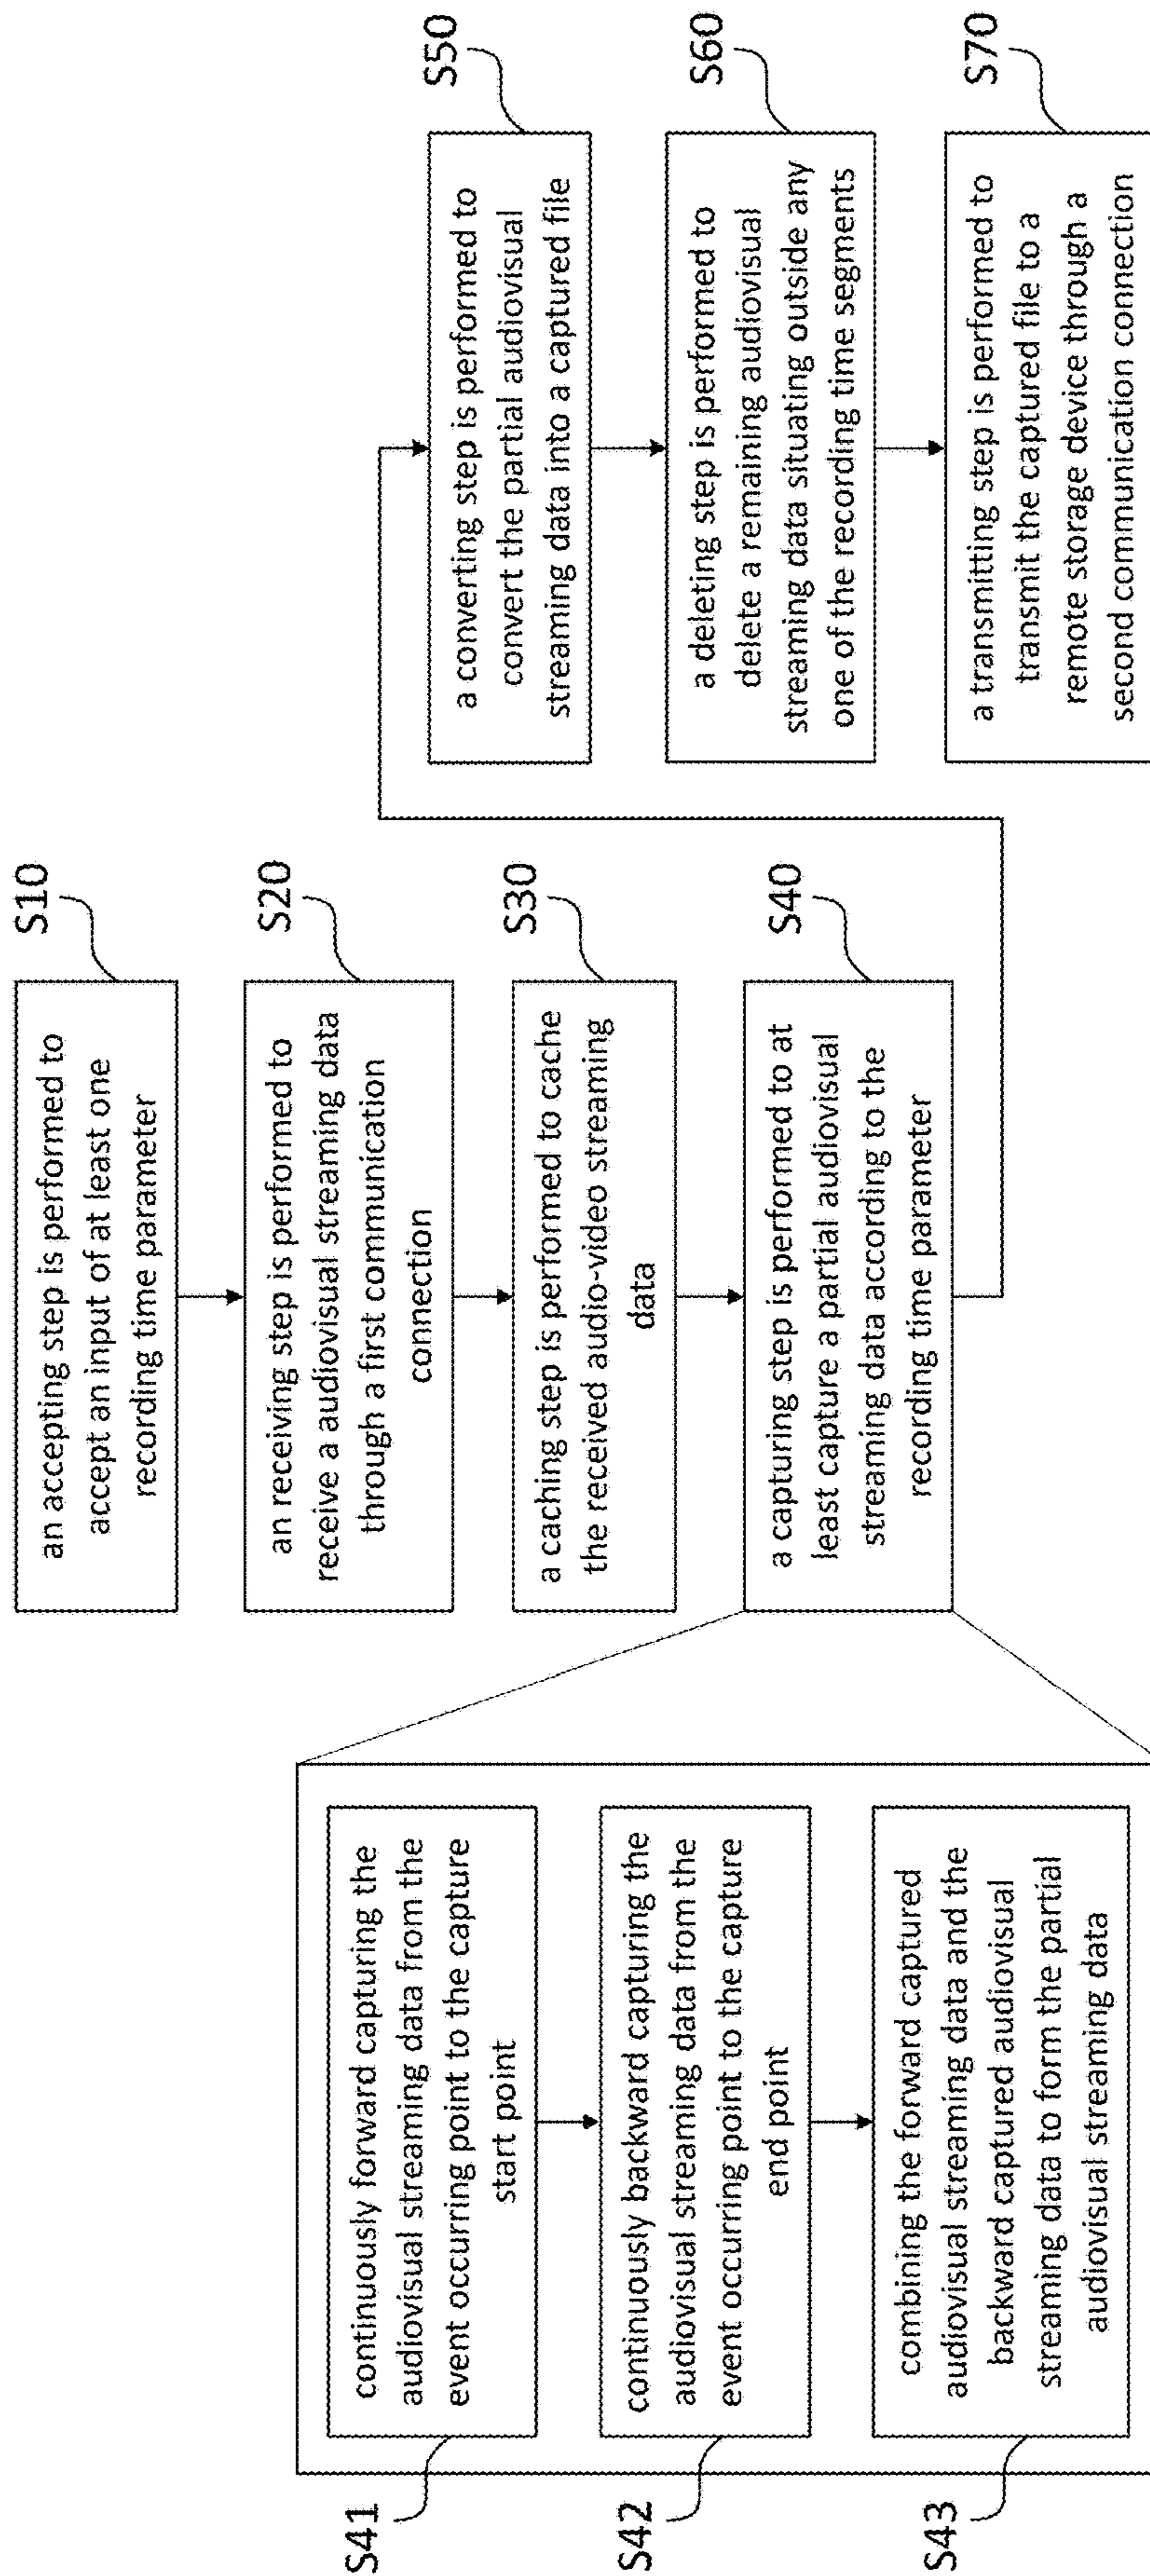 S10
an accepting step is performed to
accept an input of at least one
recording time parameter
S20
an receiving step is performed to
receive a audiovisual streaming data
through a first communication
connection
S30
a caching step is performed to cache
the received audio-video streaming
data
S40
a capturing step is performed to at
least capture a partial audiovisual
streaming data according to the
recording time parameter
S41
continuously forward capturing the
audiovisual streaming data from the
event occurring point to the capture
start point
S42
continuously backward capturing the
audiovisual streaming data from the
event occurring point to the capture
end point
S43
combining the forward captured
audiovisual streaming data and the
backward captured audiovisual
streaming data to form the partial
audiovisual streaming data
S50
a converting step is performed to
convert the partial audiovisual
streaming data into a captured file
S60
a deleting step is performed to
delete a remaining audiovisual
streaming data situating outside any
one of the recording time segments
S70
a transmitting step is performed to
transmit the captured file to a
remote storage device through a
second communication connection